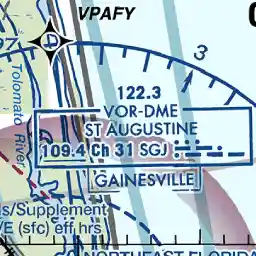 VPAFY
3
122.3
VOR-DME
ST AUGUSTINE
109.4 Ch 31 SGJ
GAINESVILLE
Tolomato River
/Supplement
(sfc) eff hrs
NORTHEAST FLORIDA